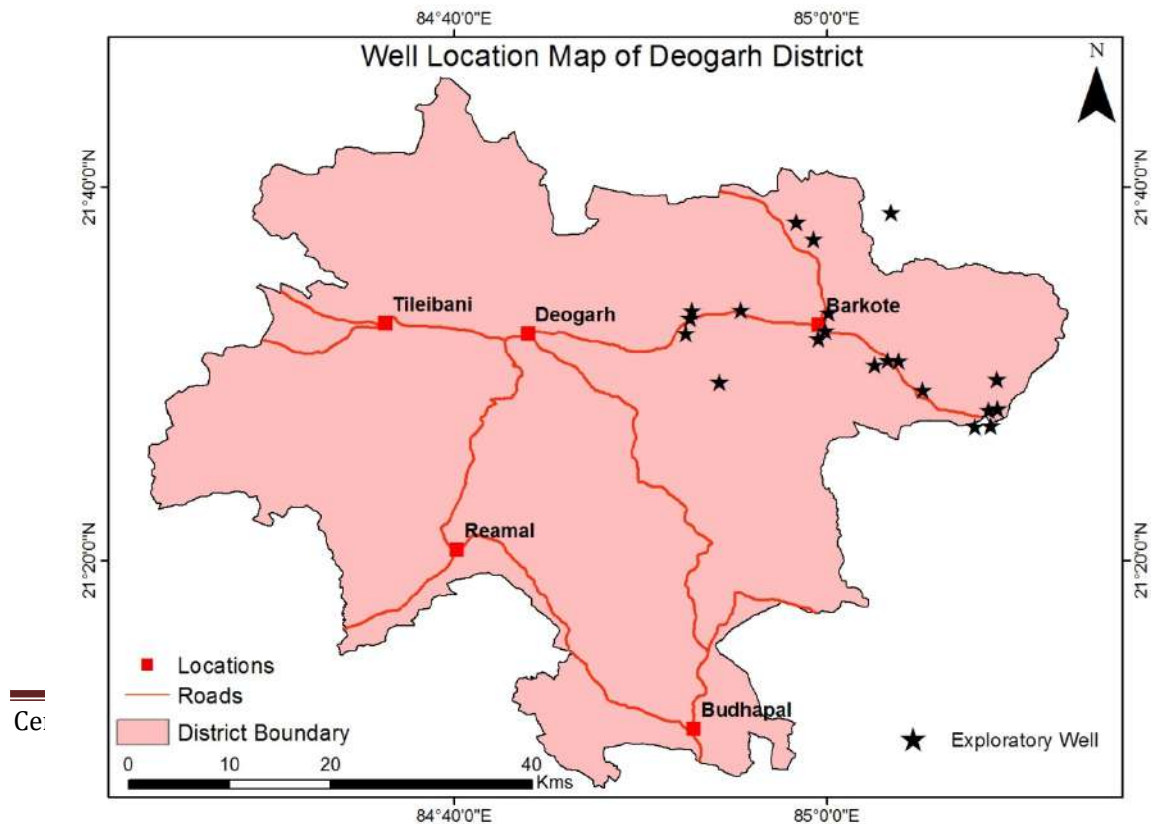 84°40'0"E 85°0'0"E
Well Location Map of Deogarh District
N
21°40'0"N 21°40'0"N
Tileibani
Deogarh
Barkote
21°20'0"N 21°20'0"N
Reamal
Locations
Roads
District Boundary
Budhapal
Exploratory Well
0 10 20 40
Kms
84°40'0"E 85°0'0"E